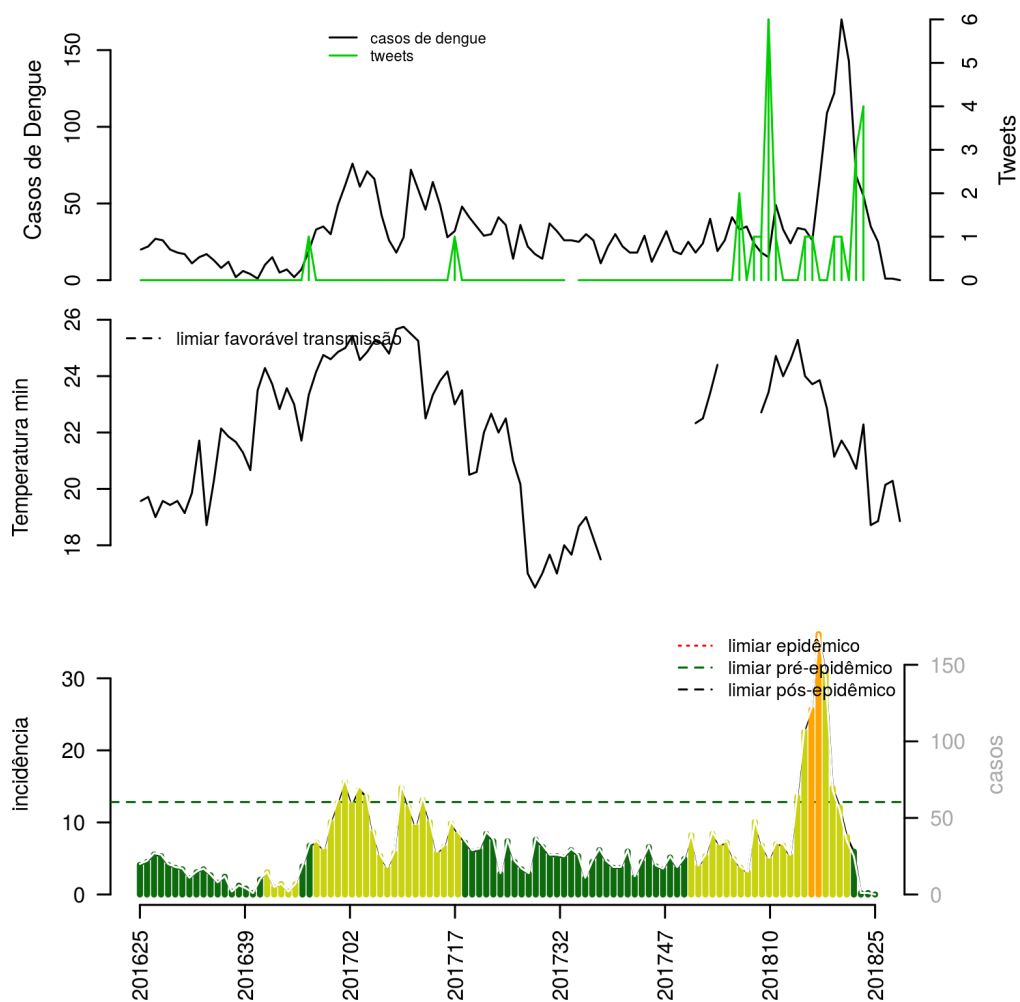 casos de dengue
tweets
Casos de Dengue
0
50
100
150
Tweets
0
1
2
3
4
5
6
limiar favorável transmissão
Temperatura min
18
20
22
24
26
limiar epidêmico
limiar pré-epidêmico
limiar pós-epidêmico
incidência
0
10
20
30
casos
0
50
100
150
201625
201639
201702
201717
201732
201747
201810
201825